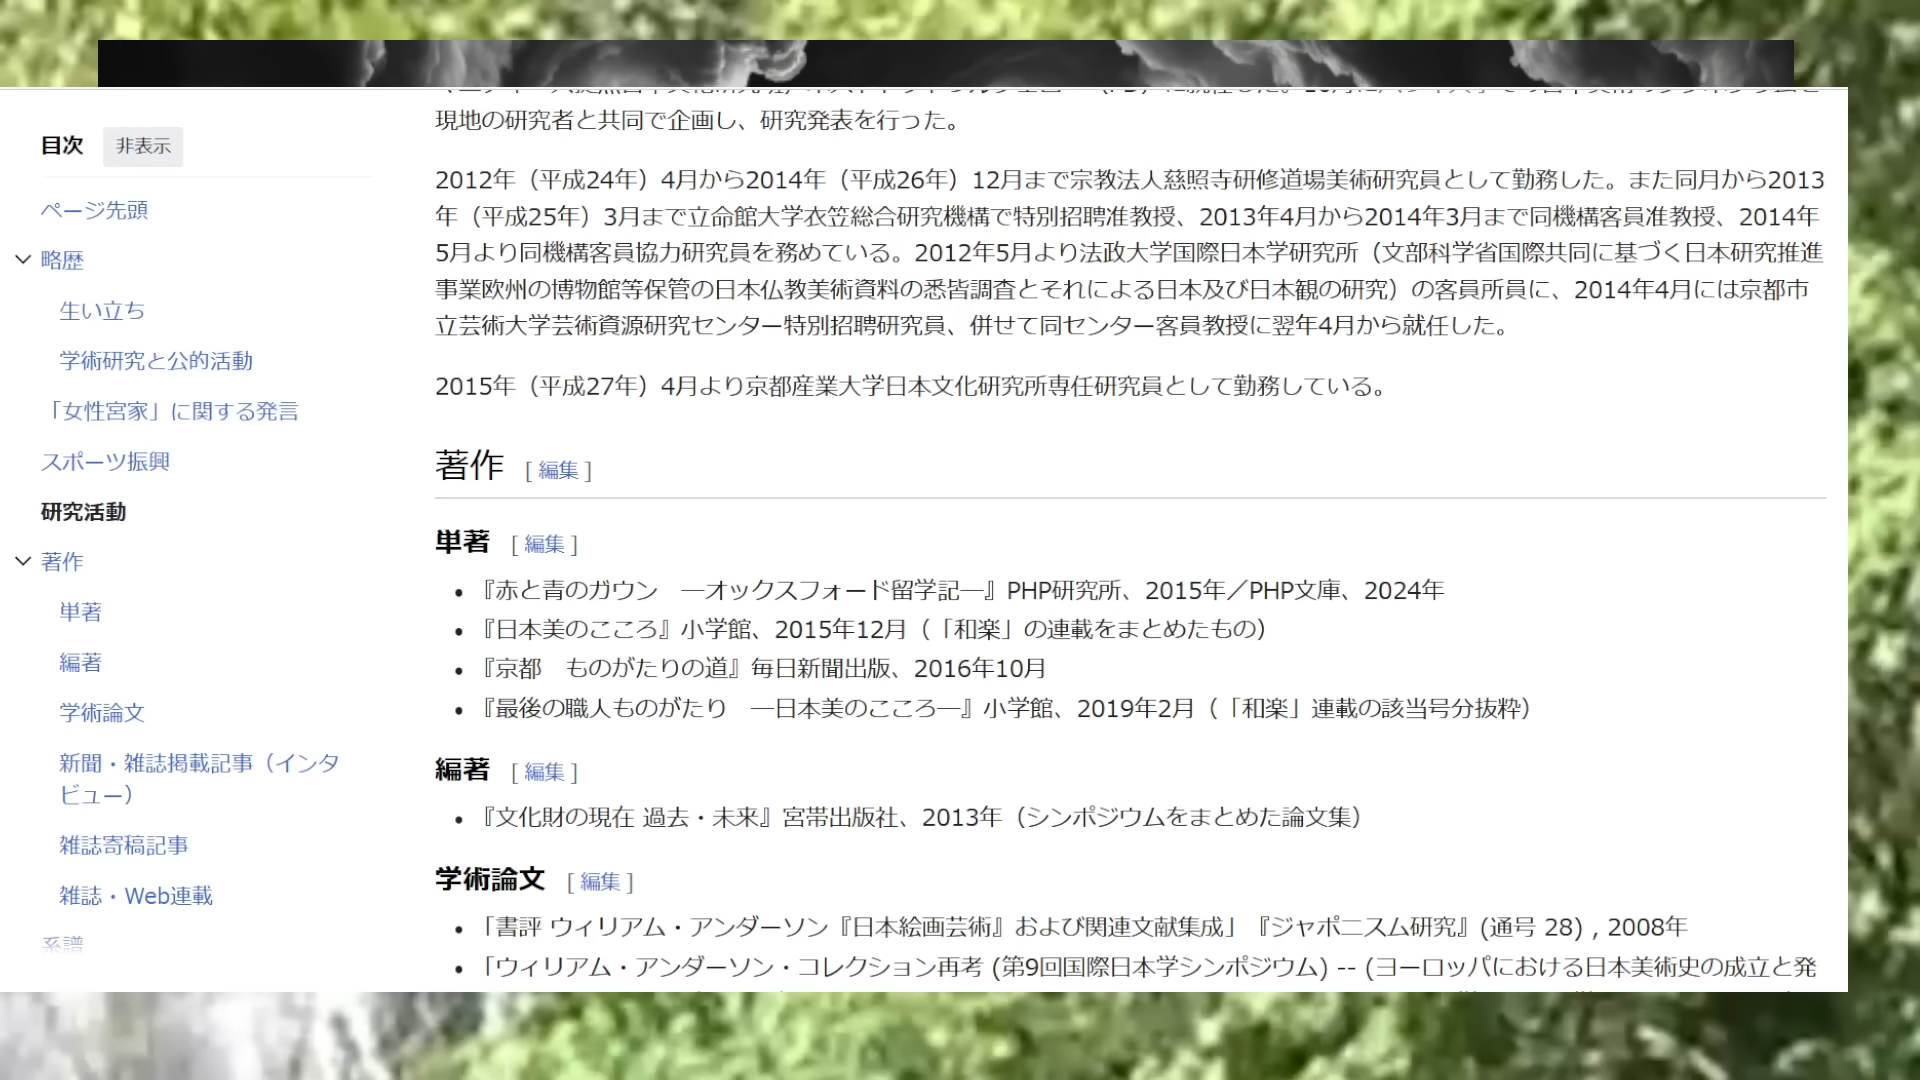 目次 非表示
ページ先頭
略歴
生い立ち
学術研究と公的活動
「女性宮家」に関する発言
スポーツ振興
研究活動
著作
単著
編著
学術論文
新聞・雑誌掲載記事（インタ
ビュー）
雑誌寄稿記事
雑誌・Web連載
系譜
現地の研究者と共同で企画し、研究発表を行った。
2012年（平成24年）4月から2014年（平成26年）12月まで宗教法人慈照寺研修道場美術研究員として勤務した。また同月から2013
年（平成25年）3月まで立命館大学衣笠総合研究機構で特別招聘准教授、2013年4月から2014年3月まで同機構客員准教授、2014年
5月より同機構客員協力研究員を務めている。2012年5月より法政大学国際日本学研究所（文部科学省国際共同に基づく日本研究推進
事業欧州の博物館等保管の日本仏教美術資料の悉皆調査とそれによる日本及び日本観の研究）の客員所員に、2014年4月には京都市
立芸術大学芸術資源研究センター特別招聘研究員、併せて同センター客員教授に翌年4月から就任した。
2015年（平成27年）4月より京都産業大学日本文化研究所専任研究員として勤務している。
著作 [ 編集 ]
単著 [ 編集 ]
• 『赤と青のガウン　―オックスフォード留学記―』PHP研究所、2015年／PHP文庫、2024年
• 『日本美のこころ』小学館、2015年12月（「和楽」の連載をまとめたもの）
• 『京都　ものがたりの道』毎日新聞出版、2016年10月
• 『最後の職人ものがたり　―日本美のこころ―』小学館、2019年2月（「和楽」連載の該当号分抜粋）
編著 [ 編集 ]
• 『文化財の現在 過去・未来』宮帯出版社、2013年（シンポジウムをまとめた論文集）
学術論文 [ 編集 ]
• 「書評 ウィリアム・アンダーソン『日本絵画芸術』および関連文献集成」『ジャポニスム研究』(通号 28) , 2008年
• 「ウィリアム・アンダーソン・コレクション再考 (第9回国際日本学シンポジウム) -- (ヨーロッパにおける日本美術史の成立と発